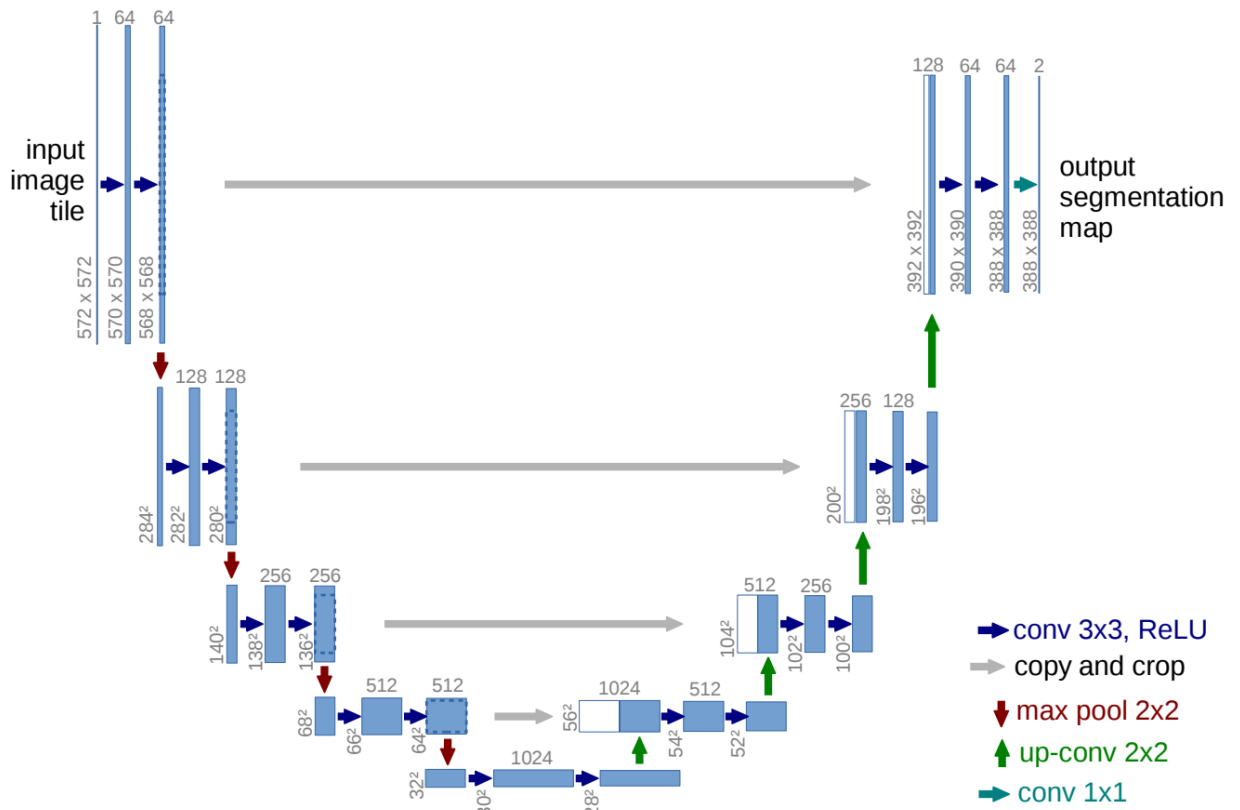 1 64 64
input
image
tile
572 x 572
570 x 570
568 x 568
128 64 64 2
392 x 392
390 x 390
388 x 388
388 x 388
output
segmentation
map
128 128
284²
282²
280²
256 128
200²
198²
196²
256 256
140²
138²
136²
512 256
104²
102²
100²
512 512
68²
66²
64²
1024 512
56²
54²
52²
1024
32²
30²
28²
conv 3x3, ReLU
copy and crop
max pool 2x2
up-conv 2x2
conv 1x1